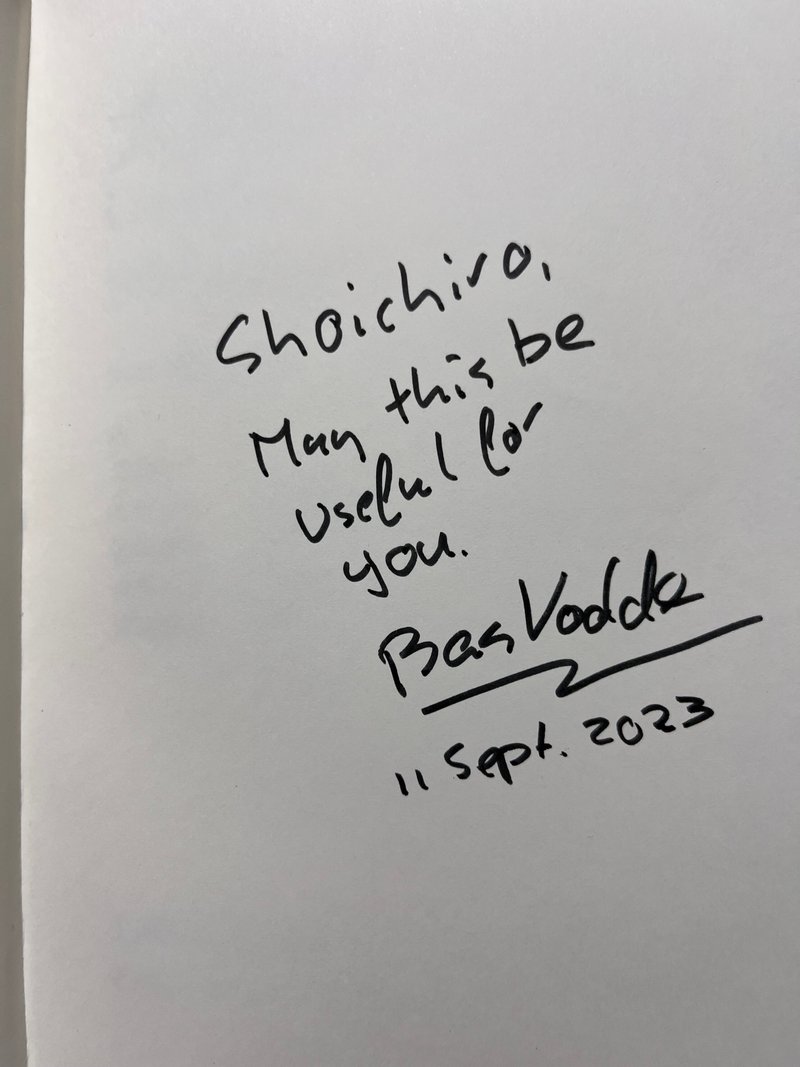 Shoichiro,
May this be
useful for
you.
Bas Vodde
11 Sept. 2023